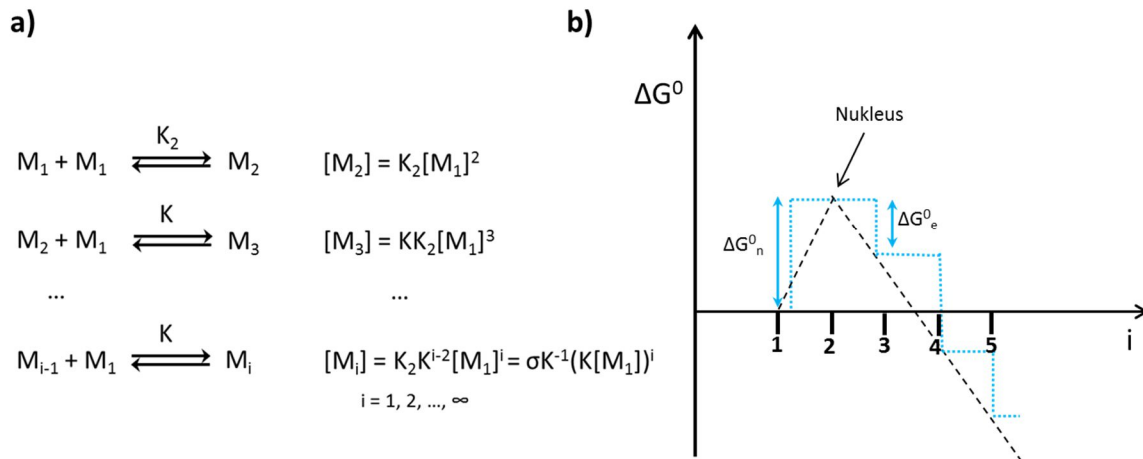 a)
K₂
M₁ + M₁ ⇌ M₂ [M₂] = K₂[M₁]²
K
M₂ + M₁ ⇌ M₃ [M₃] = KK₂[M₁]³
... ...
K
Mᵢ₋₁ + M₁ ⇌ Mᵢ [Mᵢ] = K₂Kⁱ⁻²[M₁]ⁱ = σK⁻¹(K[M₁])ⁱ
i = 1, 2, ..., ∞
b)
ΔG⁰
Nukleus
ΔG⁰ₙ
ΔG⁰ₑ
1 2 3 4 5 i